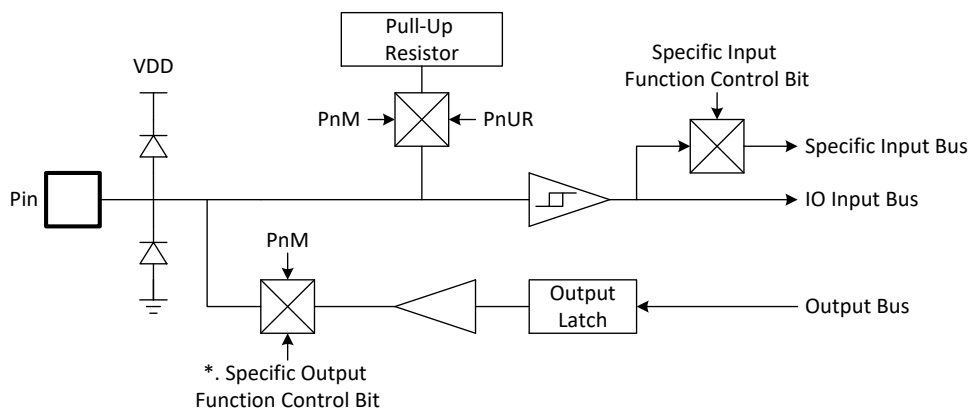 Pull-Up
Resistor
Specific Input
Function Control Bit
VDD
PnM
PnUR
Specific Input Bus
Pin
IO Input Bus
PnM
Output
Latch
Output Bus
*. Specific Output
Function Control Bit